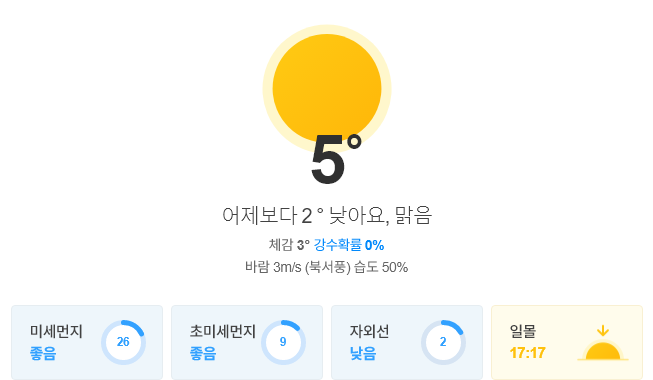 5°
어제보다 2° 낮아요, 맑음
체감 3° 강수확률 0%
바람 3m/s (북서풍) 습도 50%
미세먼지
좋음
26
초미세먼지
좋음
9
자외선
낮음
2
일몰
17:17